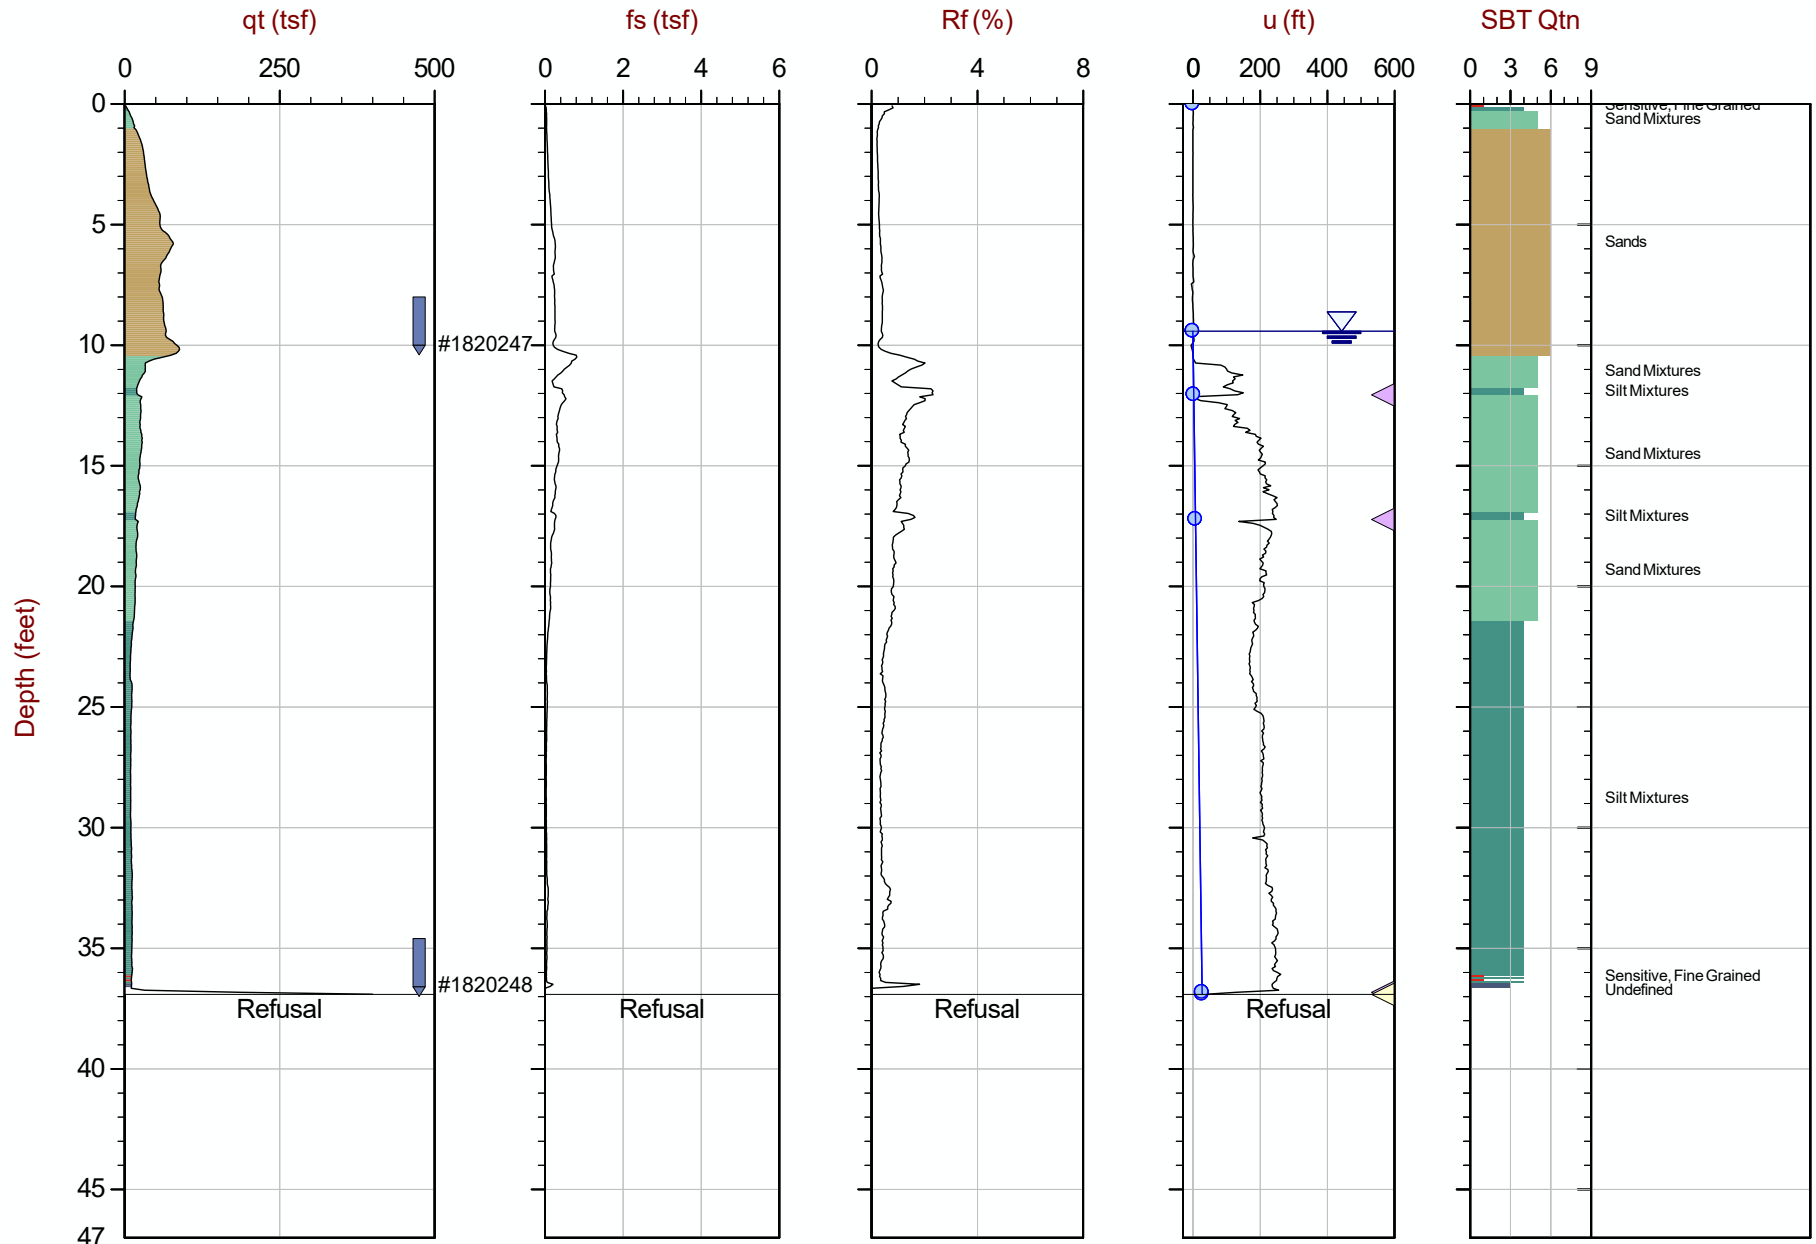 qt (tsf) fs (tsf) Rf (%) u (ft) SBT Qtn
0 250 500 0 2 4 6 0 4 8 0 200 400 600 0 3 6 9
0
Sensitive, Fine Grained
Sand Mixtures
5
Sands
10
#1820247
Sand Mixtures
Silt Mixtures
15
Sand Mixtures
Silt Mixtures
20
Sand Mixtures
Depth (feet)
25
30
Silt Mixtures
35
Sensitive, Fine Grained
#1820248
Undefined
Refusal Refusal Refusal Refusal
40
45
47